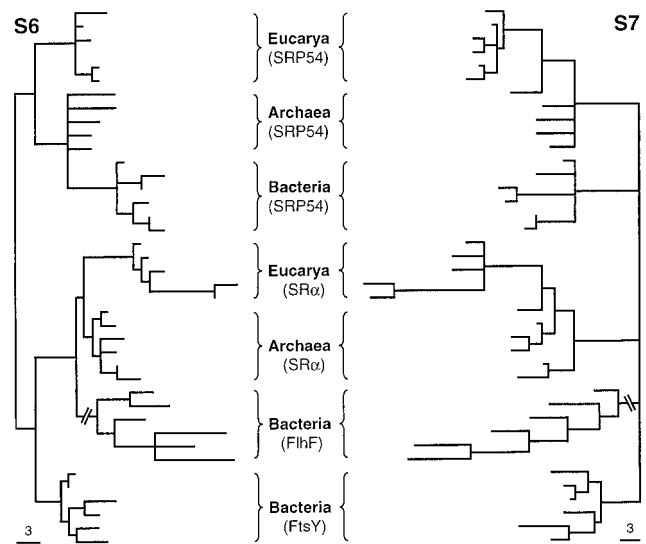 S6
S7
Eucarya
(SRP54)
Archaea
(SRP54)
Bacteria
(SRP54)
Eucarya
(SRα)
Archaea
(SRα)
Bacteria
(FlhF)
Bacteria
(FtsY)
3
3